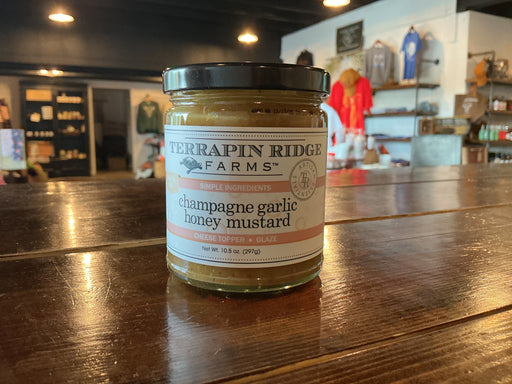 TERRAPIN RIDGE
FARMS™
SIMPLE INGREDIENTS
champagne garlic
honey mustard
CHEESE TOPPER • GLAZE
Net Wt. 10.5 oz. (297g)